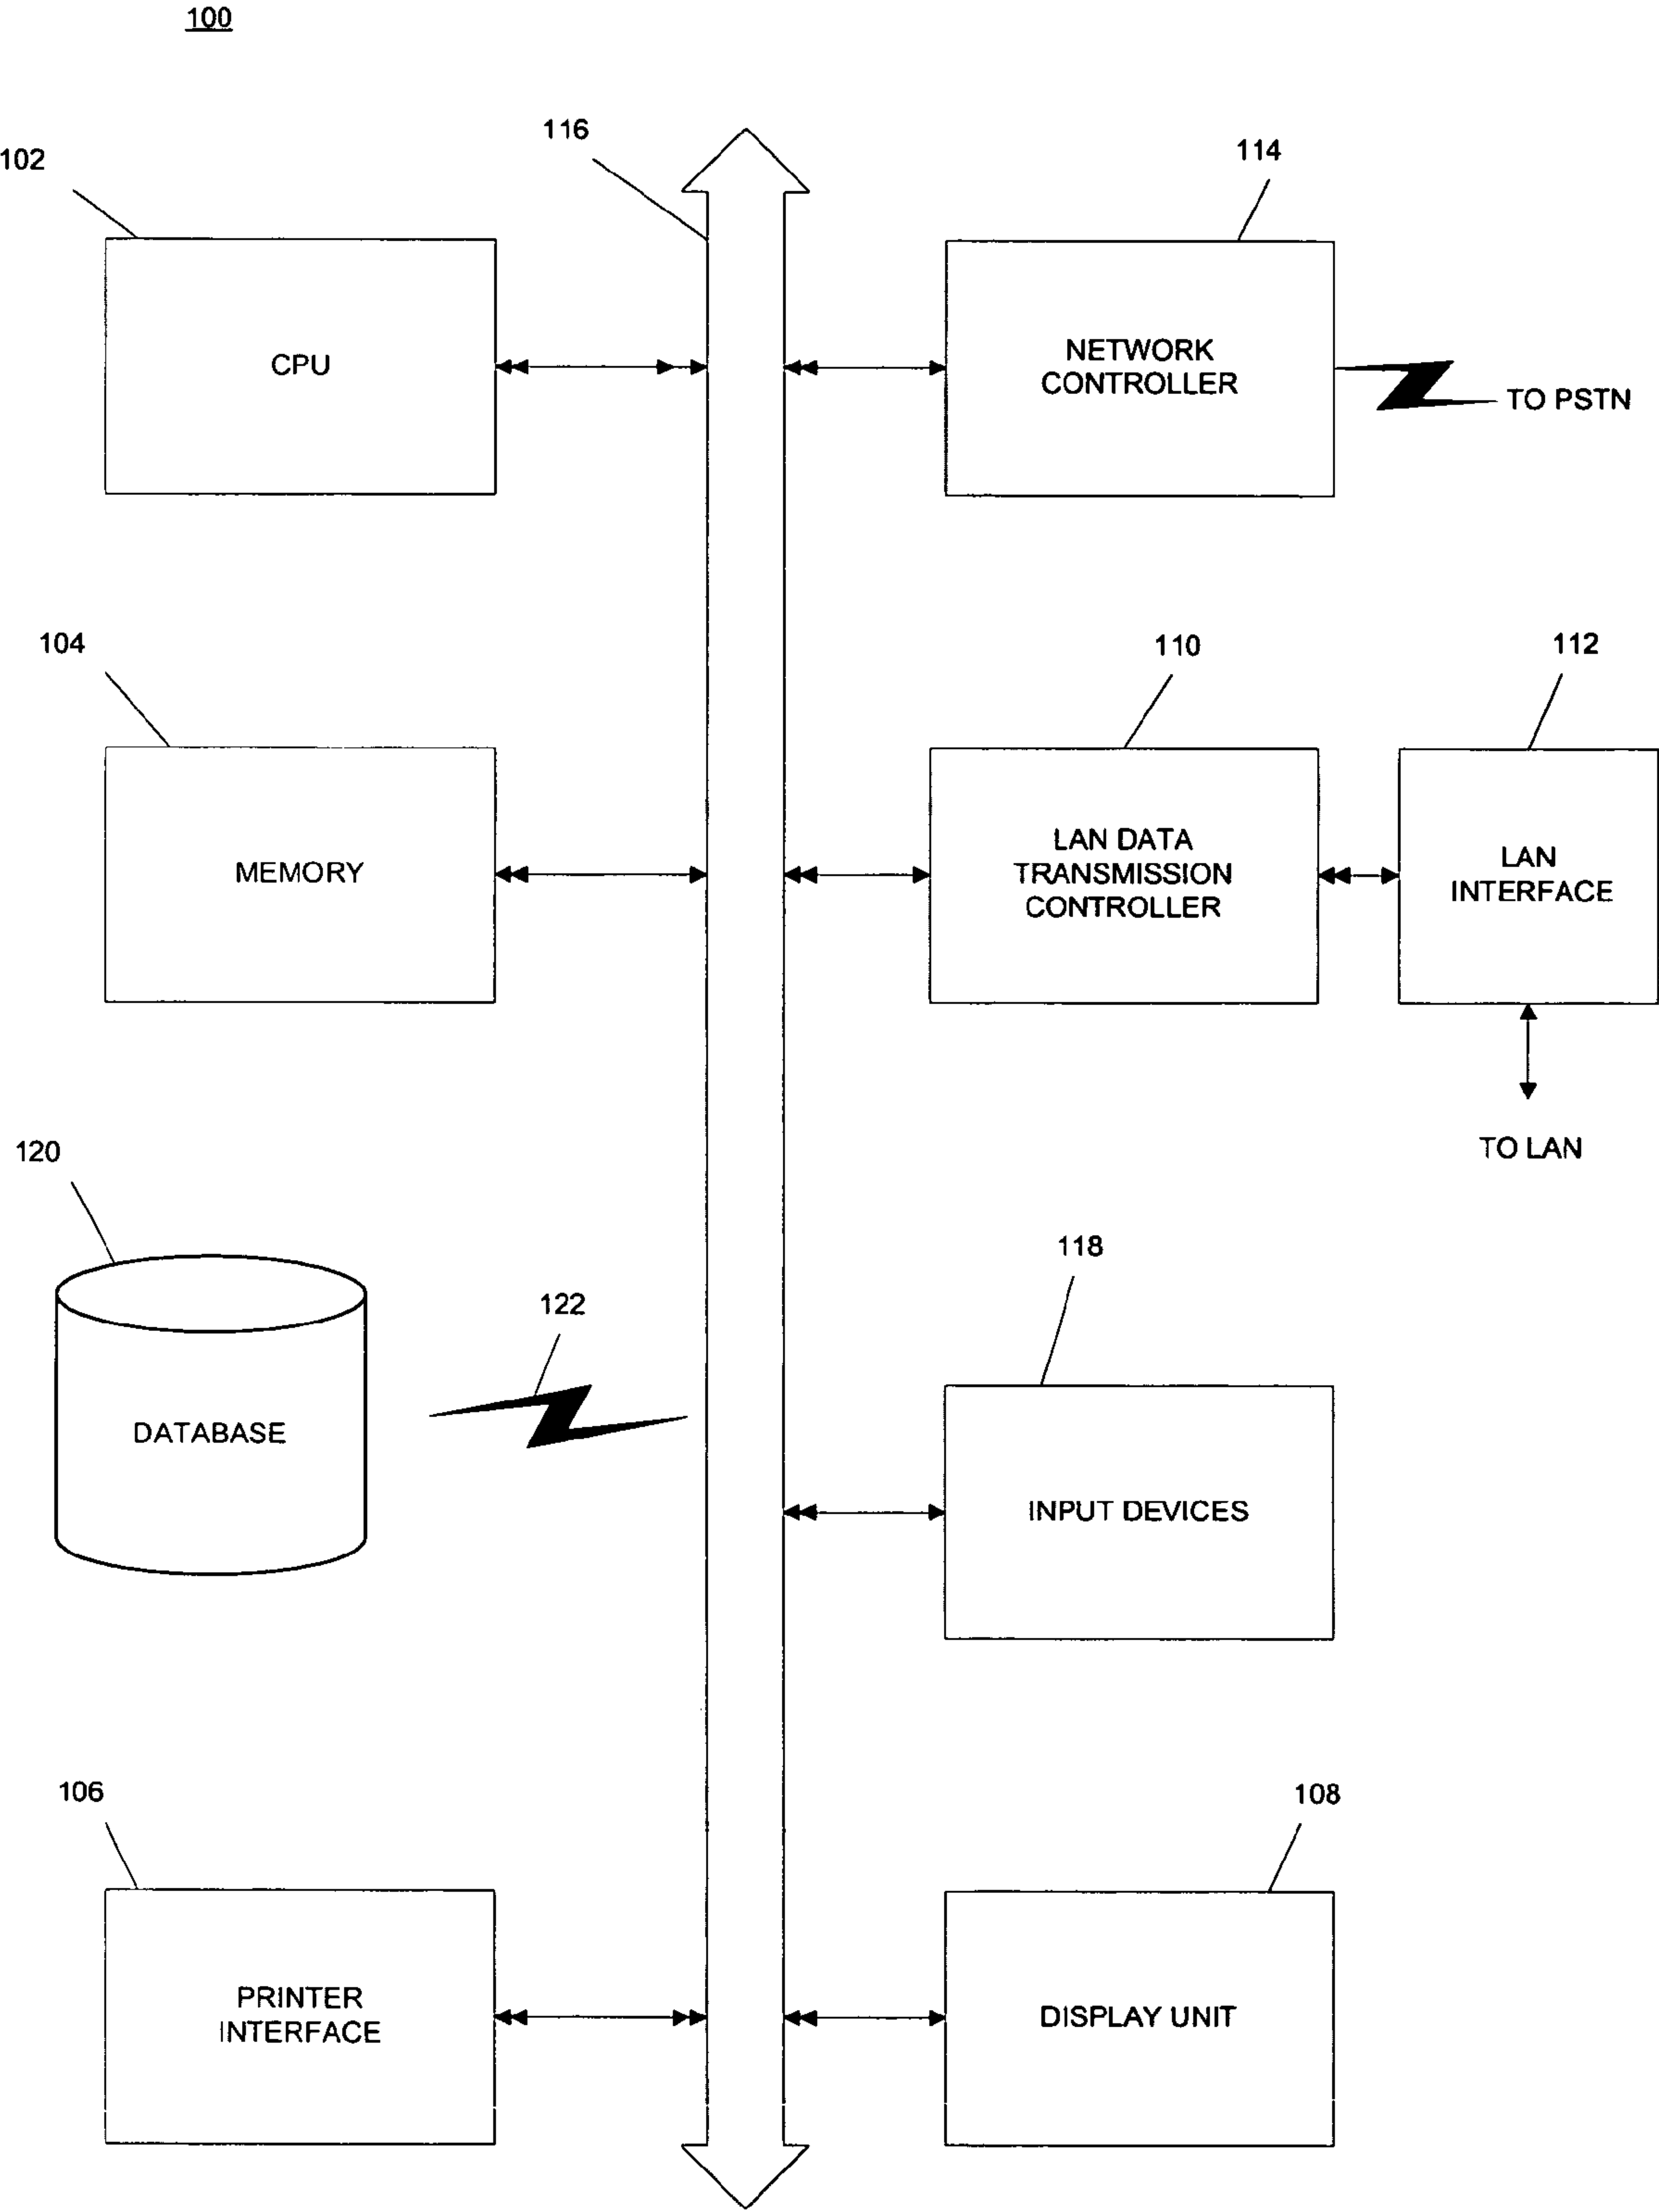 100
116
102
114
CPU
NETWORK
CONTROLLER
TO PSTN
104
110
112
MEMORY
LAN DATA
TRANSMISSION
CONTROLLER
LAN
INTERFACE
TO LAN
120
122
118
DATABASE
INPUT DEVICES
106
108
PRINTER
INTERFACE
DISPLAY UNIT